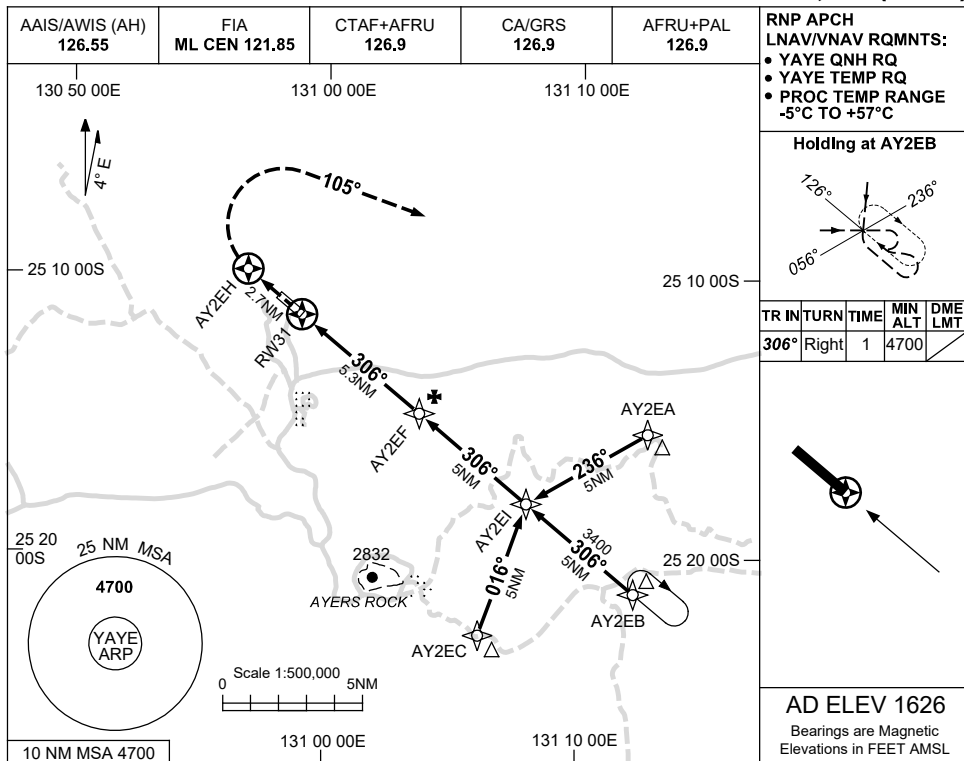 AAIS/AWIS (AH)
126.55
FIA
ML CEN 121.85
CTAF+AFRU
126.9
CA/GRS
126.9
AFRU+PAL
126.9
RNP APCH
LNAV/VNAV RQMNTS:
• YAYE QNH RQ
• YAYE TEMP RQ
• PROC TEMP RANGE
-5°C TO +57°C
130 50 00E
131 00 00E
131 10 00E
4° E
105°
Holding at AY2EB
126°
236°
056°
25 10 00S
25 10 00S
AY2EH
2.7NM
RW31
TR IN TURN TIME MIN ALT DME LMT
306° Right 1 4700
306°
5.3NM
AY2EF
AY2EA
306°
5NM
236°
5NM
AY2EI
25 20
00S
25 NM MSA
4700
YAYE
ARP
2832
AYERS ROCK
016°
5NM
3400
306°
5NM
25 20 00S
AY2EB
AY2EC
Scale 1:500,000
0 5NM
10 NM MSA 4700
131 00 00E
131 10 00E
AD ELEV 1626
Bearings are Magnetic
Elevations in FEET AMSL